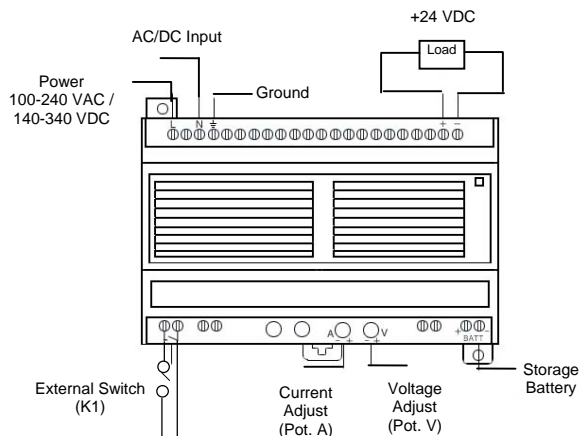 +24 VDC
AC/DC Input
Load
Power
100-240 VAC /
140-340 VDC
Ground
L N + -
A V + -
- + - + BATT
External Switch
(K1)
Current
Adjust
(Pot. A)
Voltage
Adjust
(Pot. V)
Storage
Battery